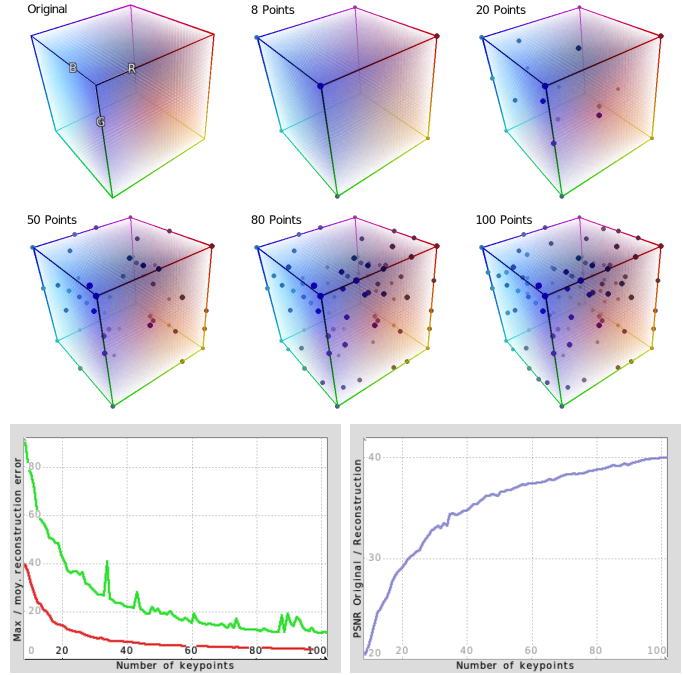 Original
8 Points
20 Points
B
R
G
50 Points
80 Points
100 Points
Max / moy. reconstruction error
80
60
40
20
0
20
40
60
80
100
Number of keypoints
PSNR Original / Reconstruction
40
30
20
20
40
60
80
100
Number of keypoints